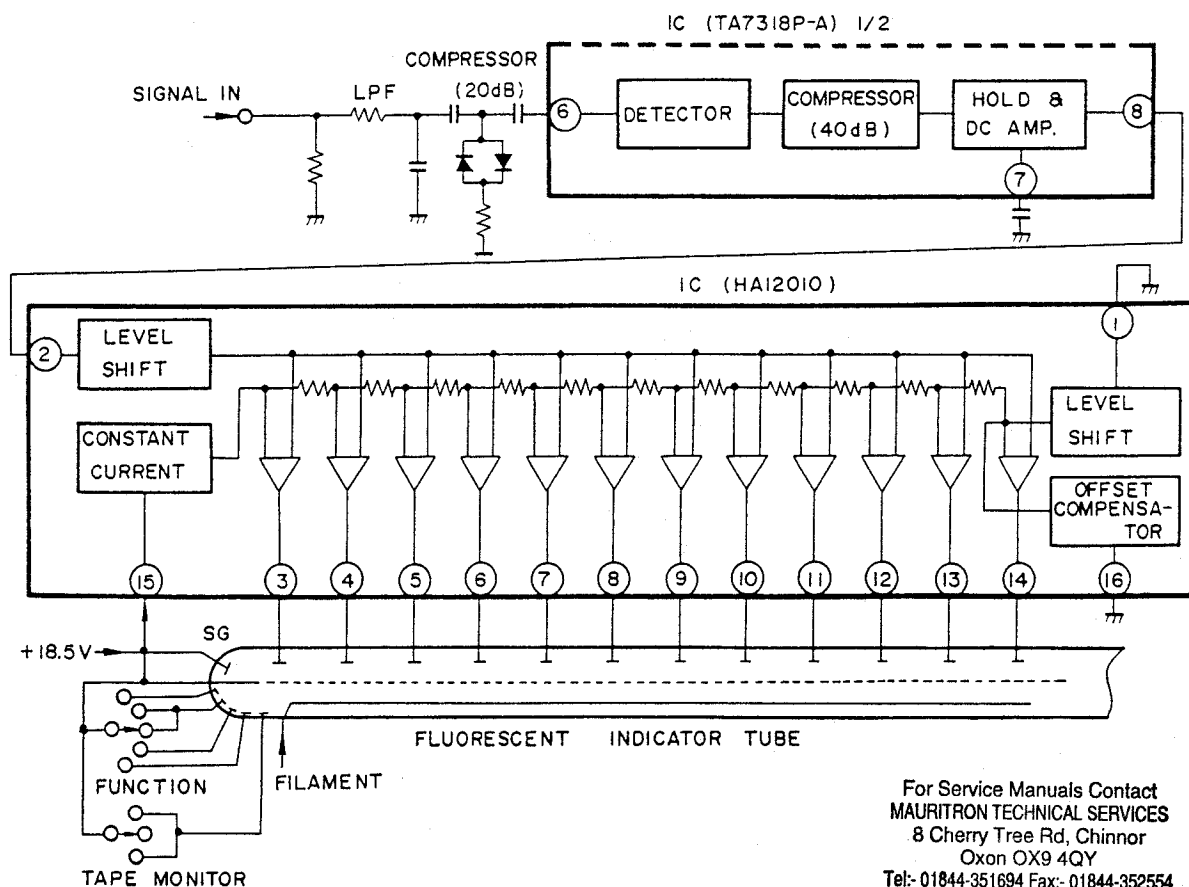 IC (TA7318P-A) 1/2
COMPRESSOR
(20dB)
SIGNAL IN
LPF
6
DETECTOR
COMPRESSOR
(40dB)
HOLD &
DC AMP.
8
7
IC (HA12010)
1
2
LEVEL
SHIFT
CONSTANT
CURRENT
LEVEL
SHIFT
OFFSET
COMPENSA-
TOR
15
3
4
5
6
7
8
9
10
11
12
13
14
16
SG
+18.5V
FLUORESCENT INDICATOR TUBE
FUNCTION
FILAMENT
TAPE MONITOR
For Service Manuals Contact
MAURITRON TECHNICAL SERVICES
8 Cherry Tree Rd, Chinnor
Oxon OX9 4QY
Tel:- 01844-351694 Fax:- 01844-352554